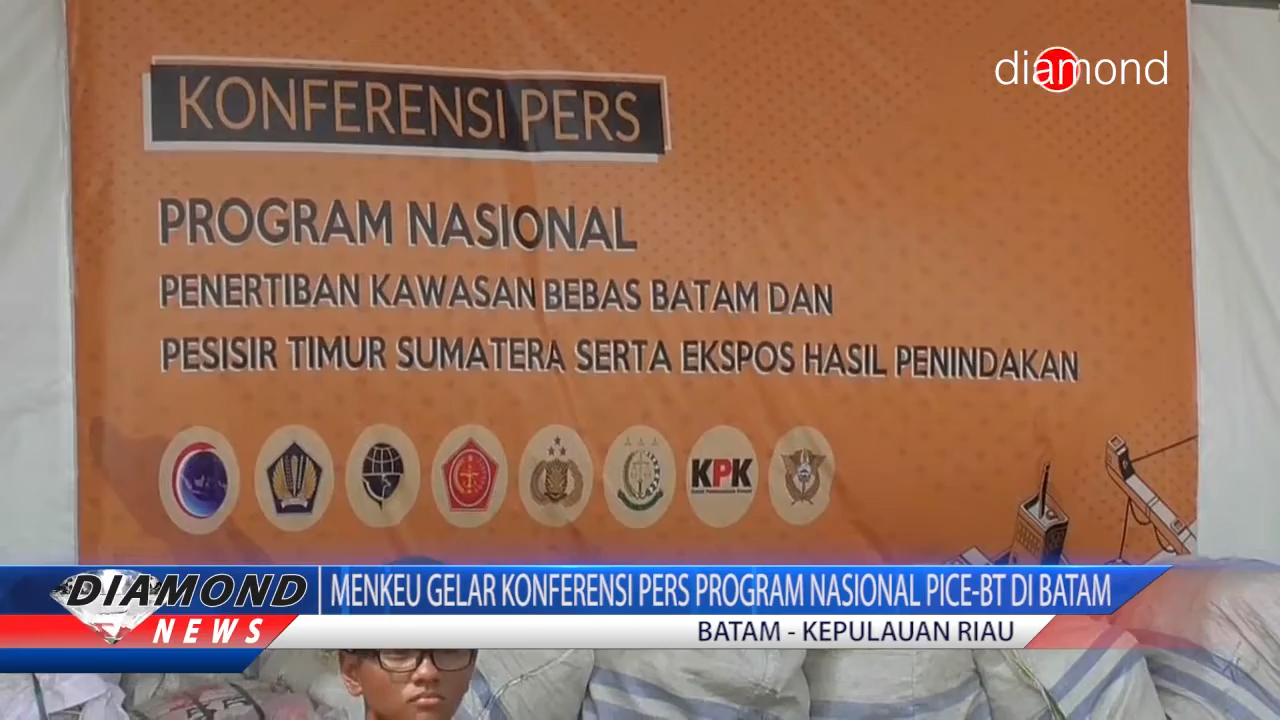 diamond
KONFERENSI PERS
PROGRAM NASIONAL
PENERTIBAN KAWASAN BEBAS BATAM DAN
PESISIR TIMUR SUMATERA SERTA EKSPOS HASIL PENINDAKAN
KPK
DIAMOND
NEWS
MENKEU GELAR KONFERENSI PERS PROGRAM NASIONAL PICE-BT DI BATAM
BATAM - KEPULAUAN RIAU